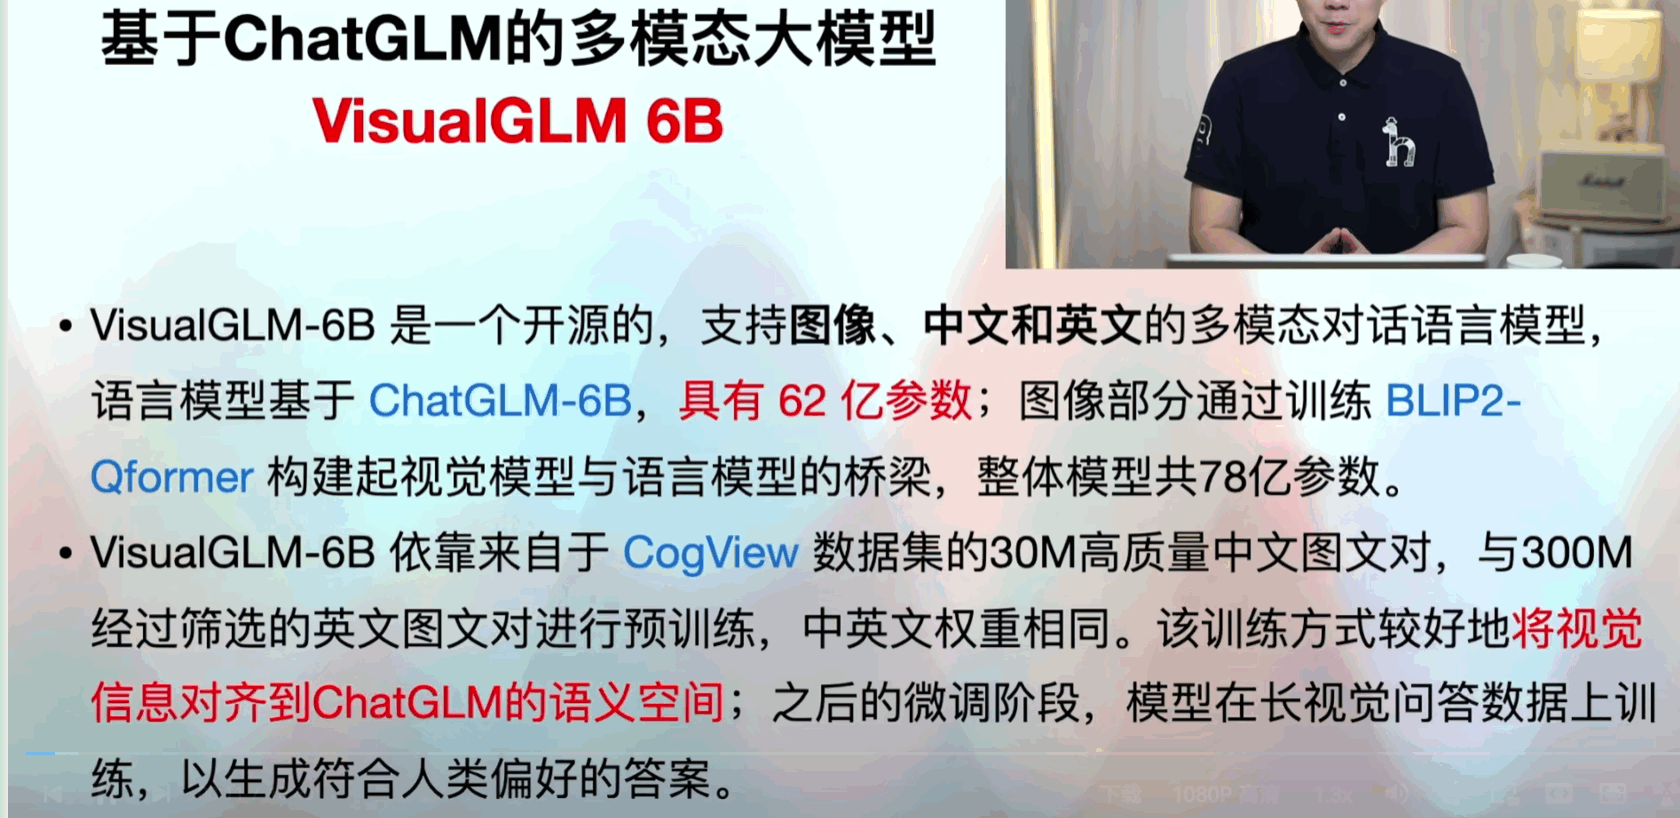 基于ChatGLM的多模态大模型
VisualGLM 6B
• VisualGLM-6B 是一个开源的，支持图像、中文和英文的多模态对话语言模型，
语言模型基于 ChatGLM-6B，具有 62 亿参数；图像部分通过训练 BLIP2-
Qformer 构建起视觉模型与语言模型的桥梁，整体模型共78亿参数。
• VisualGLM-6B 依靠来自于 CogView 数据集的30M高质量中文图文对，与300M
经过筛选的英文图文对进行预训练，中英文权重相同。该训练方式较好地将视觉
信息对齐到ChatGLM的语义空间；之后的微调阶段，模型在长视觉问答数据上训
练，以生成符合人类偏好的答案。
下载 1080P 高清 1.3x